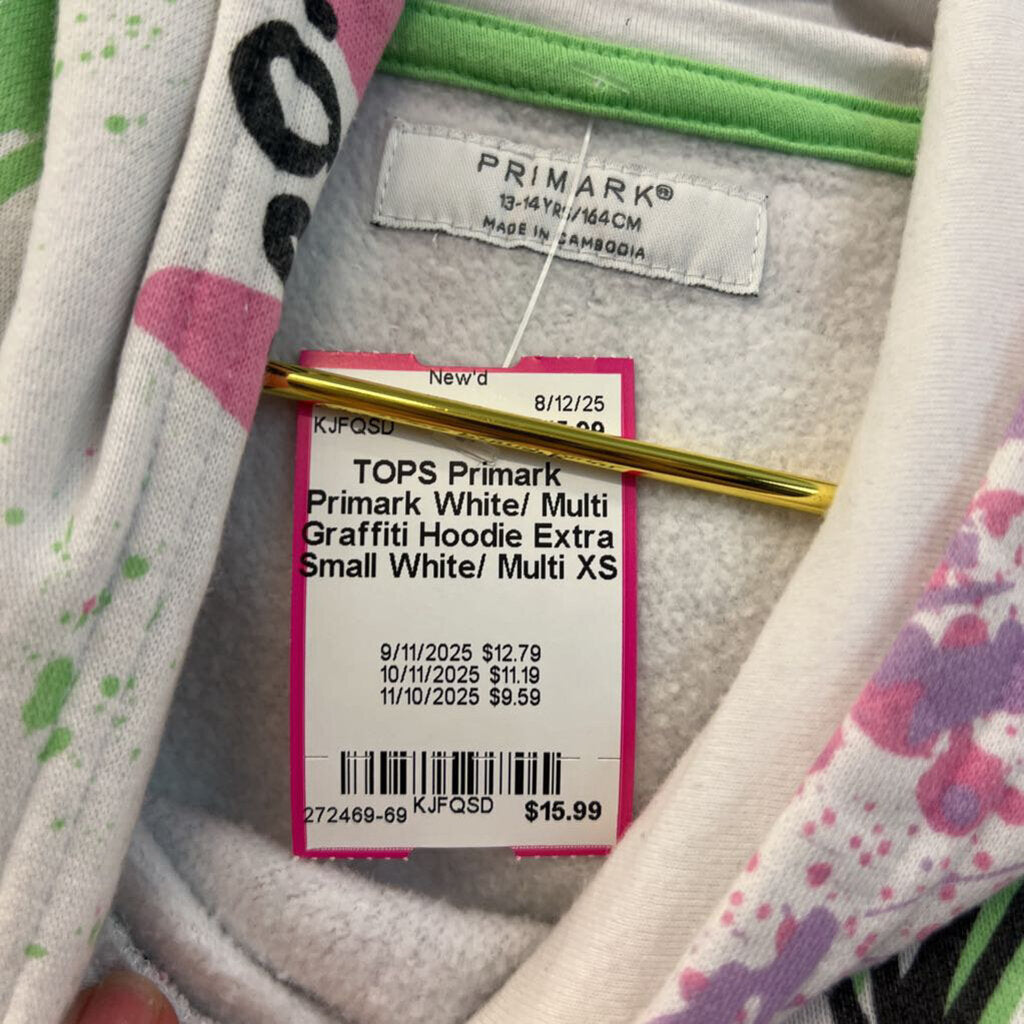 PRIMARK®
13-14YRS/164CM
MADE IN CAMBODIA
New'd
8/12/25
KJFQSD
TOPS Primark
Primark White/ Multi
Graffiti Hoodie Extra
Small White/ Multi XS
9/11/2025 $12.79
10/11/2025 $11.19
11/10/2025 $9.59
272469-69 KJFQSD $15.99